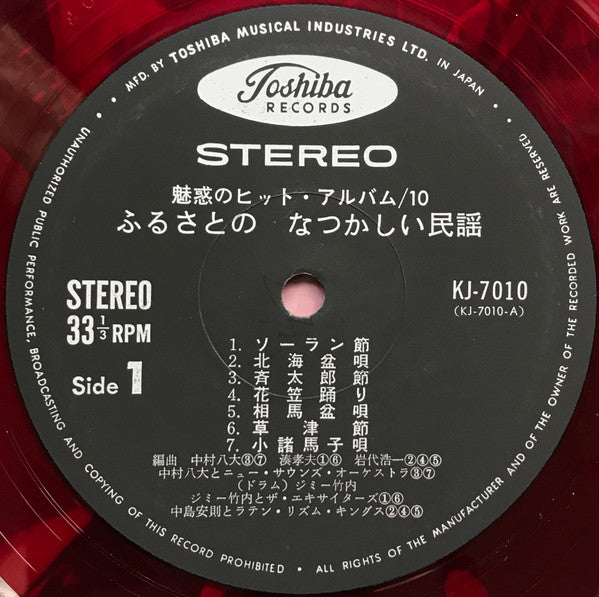 • MFD. BY TOSHIBA MUSICAL INDUSTRIES LTD. IN JAPAN •
Toshiba
RECORDS
STEREO
魅惑のヒット・アルバム/10
ふるさとの なつかしい民謡
STEREO
33 1/3 RPM
Side 1
KJ-7010
(KJ-7010-A)
1. ソーラン節
2. 北海盆唄
3. 斉太郎節
4. 花笠踊り
5. 相馬盆唄
6. 草津節
7. 小諸馬子唄
編曲 中村八大③⑦ 湊孝夫①⑥ 岩代浩一②④⑤
中村八大とニュー・サウンズ・オーケストラ③⑦
(ドラム)ジミー竹内
ジミー竹内とザ・エキサイターズ①⑥
中島安則とラテン・リズム・キングス②④⑤
UNAUTHORIZED PUBLIC PERFORMANCE, BROADCASTING AND COPYING OF THIS RECORD PROHIBITED • ALL RIGHTS OF THE MANUFACTURER AND OF THE OWNER OF THE RECORDED WORK ARE RESERVED